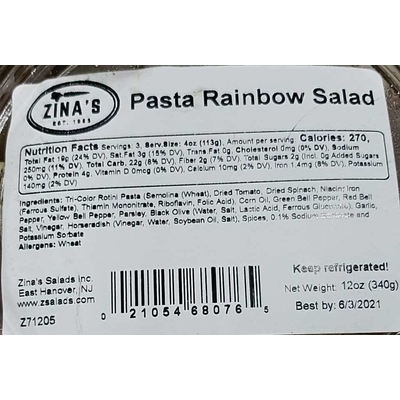 ZINA'S
EST. 1985
Pasta Rainbow Salad
Nutrition Facts Servings: 3, Serv.Size: 4oz (113g), Amount per serving Calories: 270,
Total Fat 19g (24% DV), Sat.Fat 3g (15% DV), Trans.Fat 0g, Cholesterol 0mg (0% DV), Sodium
250mg (11% DV), Total Carb. 22g (8% DV), Fiber 2g (7% DV), Total Sugars 2g (Incl. 0g Added Sugars
0% DV), Protein 4g, Vitamin D 0mcg (0% DV), Calcium 10mg (2% DV), Iron 1.4mg (8% DV), Potassium
140mg (2% DV)
Ingredients: Tri-Color Rotini Pasta (Semolina (Wheat), Dried Tomato, Dried Spinach, Niacin, Iron
(Ferrous Sulfate), Thiamin Mononitrate, Riboflavin, Folic Acid), Corn Oil, Green Bell Pepper, Red Bell
Pepper, Yellow Bell Pepper, Parsley, Black Olive (Water, Salt, Lactic Acid, Ferrous Gluconate), Garlic,
Salt, Vinegar, Horseradish (Vinegar, Water, Soybean Oil, Salt), Spices, 0.1% Sodium and
Potassium Sorbate
Allergens: Wheat
Zina's Salads Inc.
East Hanover, NJ
www.zsalads.com
Z71205
0 21054 68076 5
Keep refrigerated!
Net Weight: 12oz (340g)
Best by: 6/3/2021